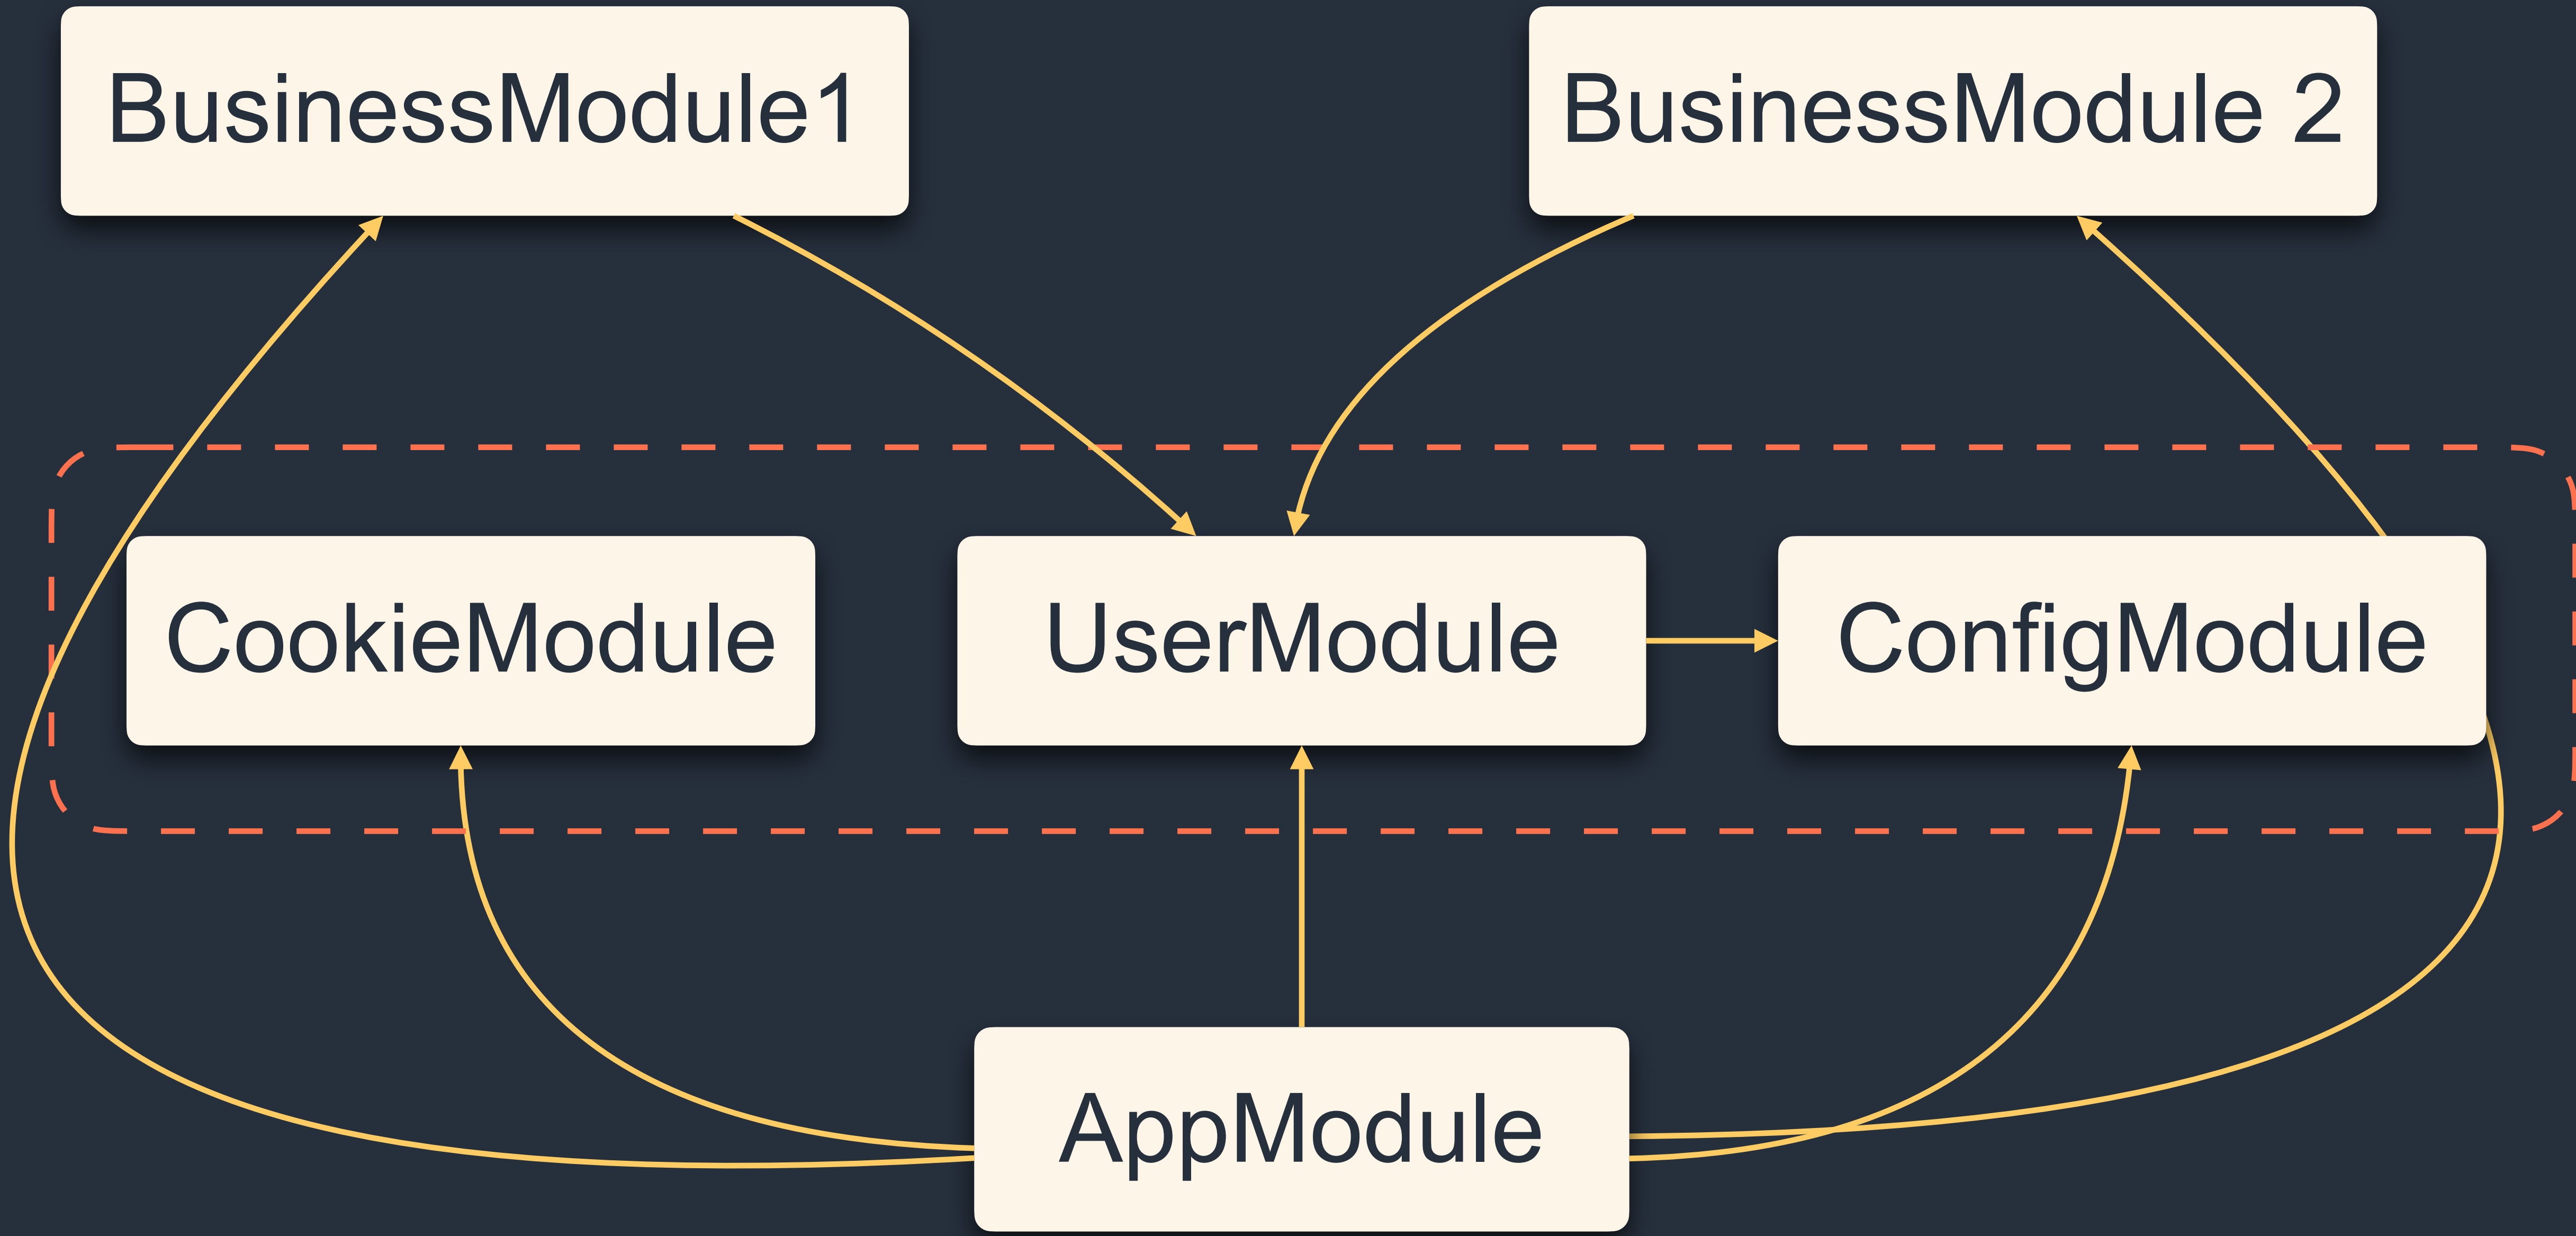 BusinessModule1
BusinessModule 2
CookieModule
UserModule
ConfigModule
AppModule